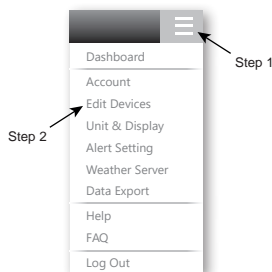 Step 1
Dashboard
Account
Edit Devices
Step 2
Unit & Display
Alert Setting
Weather Server
Data Export
Help
FAQ
Log Out